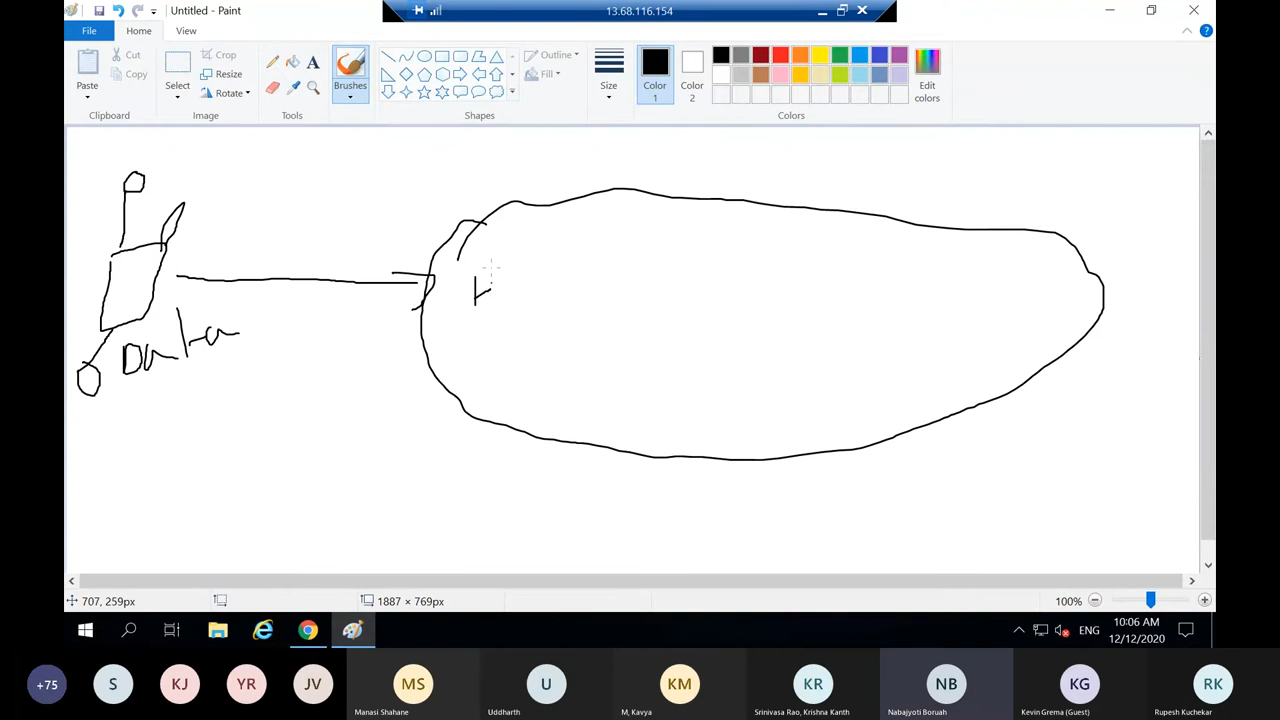 Untitled - Paint
13.68.116.154
File
Home
View
Paste
Cut
Copy
Clipboard
Select
Crop
Resize
Rotate
Image
A
Tools
Brushes
Outline
Fill
Shapes
Size
Color 1
Color 2
Edit colors
Colors
Data
707, 259px
1887 × 769px
100%
ENG
10:06 AM
12/12/2020
+75
S
KJ
YR
JV
MS
U
KM
KR
NB
KG
RK
Manasi Shahane
Uddharth
M, Kavya
Srinivasa Rao, Krishna Kanth
Nabajyoti Boruah
Kevin Grema (Guest)
Rupesh Kuchekar